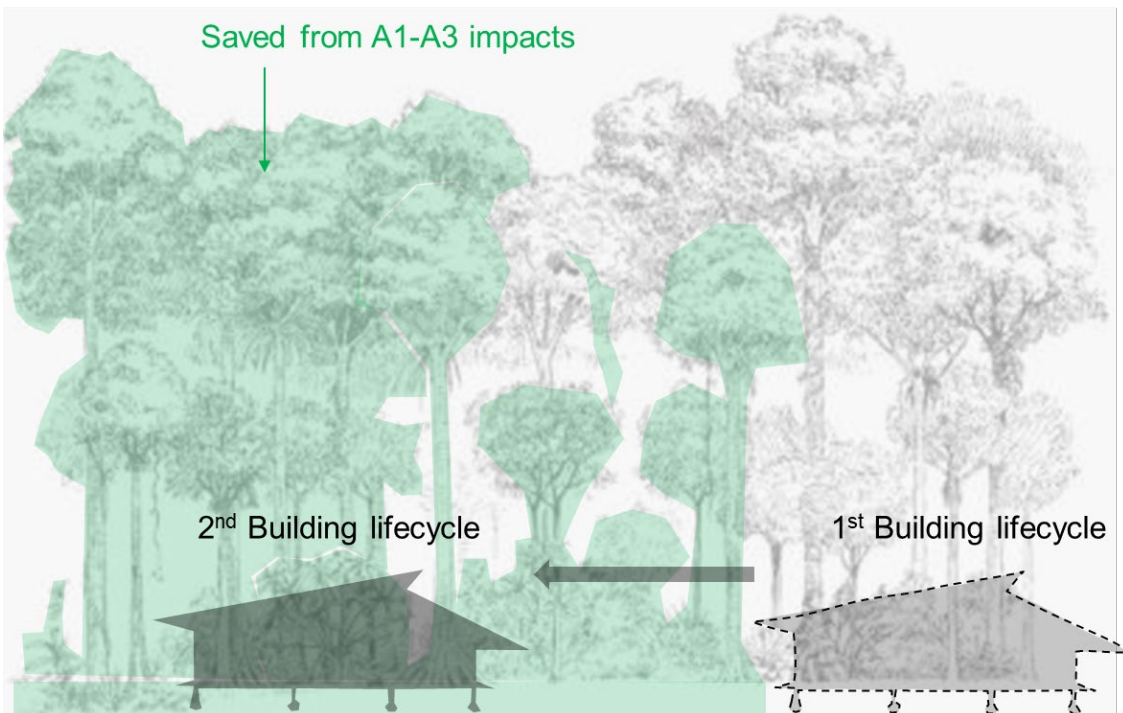 Saved from A1-A3 impacts
2nd Building lifecycle
1st Building lifecycle